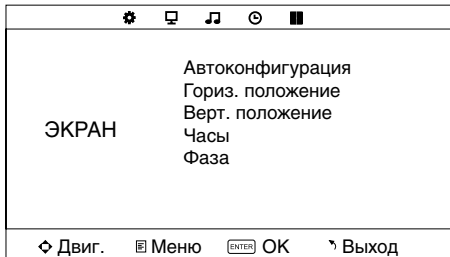 Автоконфигурация
Гориз. положение
Верт. положение
ЭКРАН
Часы
Фаза
Двиг. Меню ENTER OK Выход